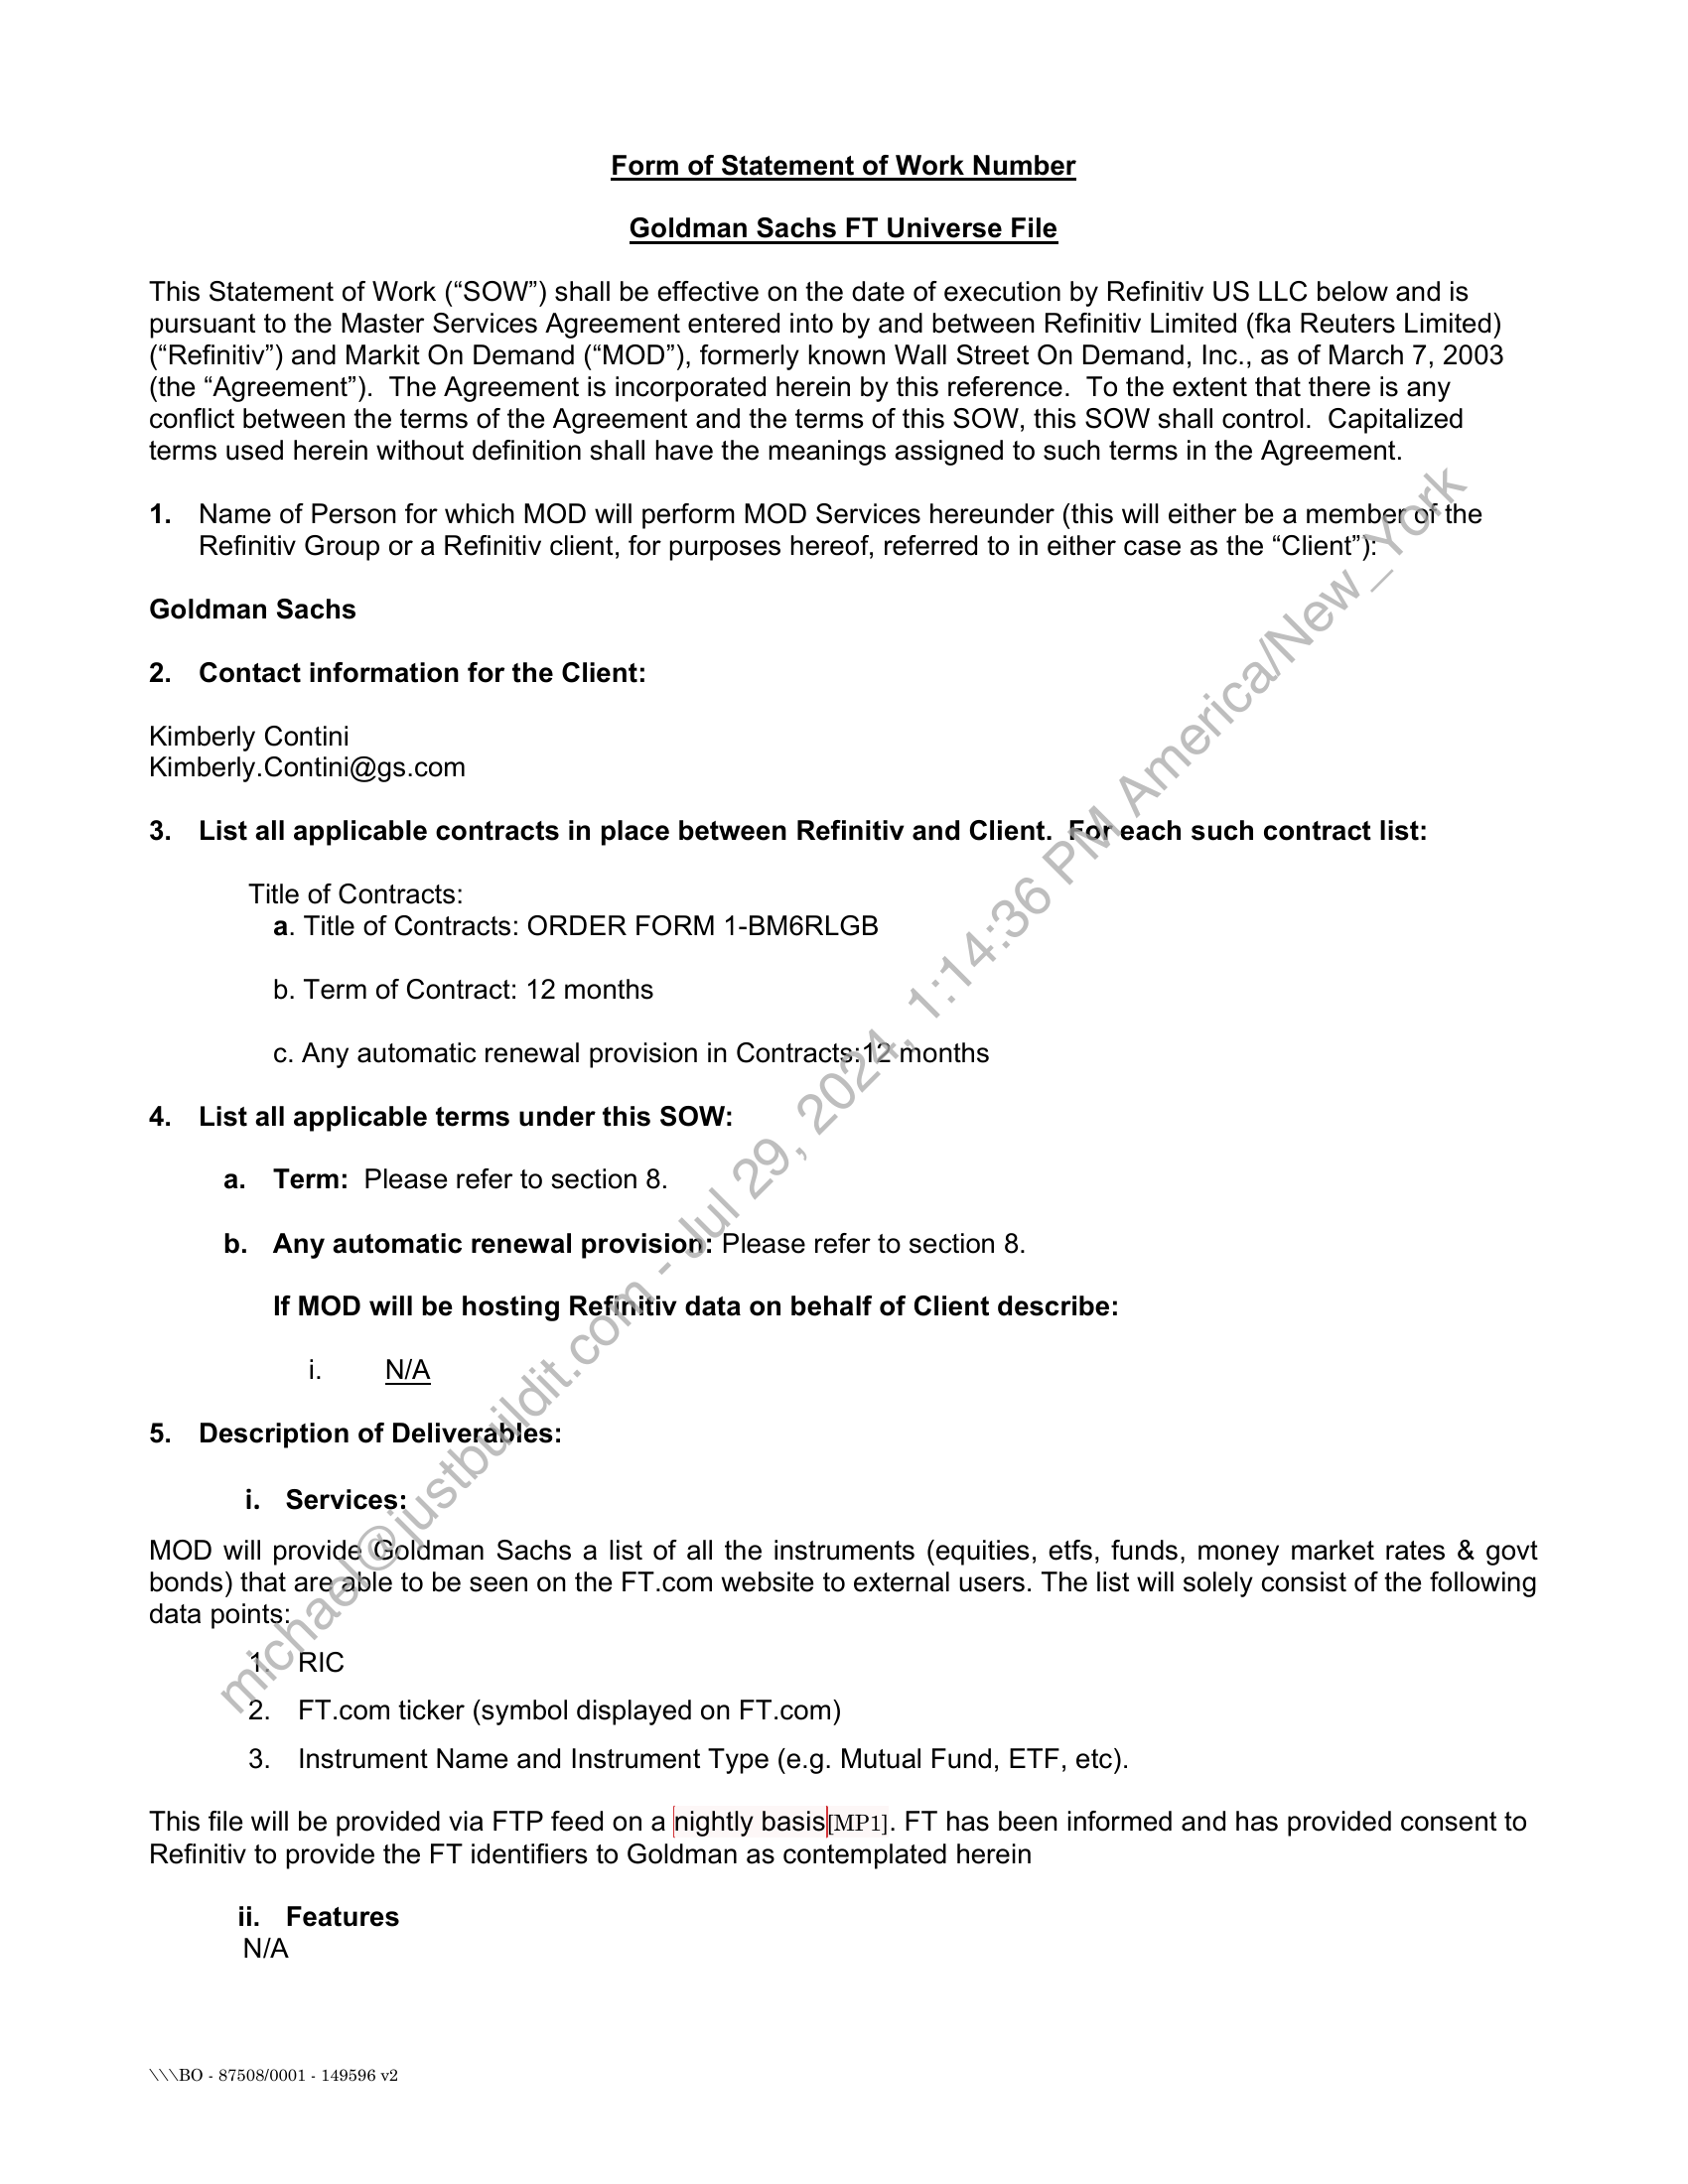 Form of Statement of Work Number
Goldman Sachs FT Universe File
This Statement of Work (“SOW”) shall be effective on the date of execution by Refinitiv US LLC below and is
pursuant to the Master Services Agreement entered into by and between Refinitiv Limited (fka Reuters Limited)
(“Refinitiv”) and Markit On Demand (“MOD”), formerly known Wall Street On Demand, Inc., as of March 7, 2003
(the “Agreement”).  The Agreement is incorporated herein by this reference.  To the extent that there is any
conflict between the terms of the Agreement and the terms of this SOW, this SOW shall control.  Capitalized
terms used herein without definition shall have the meanings assigned to such terms in the Agreement.
1. Name of Person for which MOD will perform MOD Services hereunder (this will either be a member of the
Refinitiv Group or a Refinitiv client, for purposes hereof, referred to in either case as the “Client”):
Goldman Sachs
2. Contact information for the Client:
Kimberly Contini
Kimberly.Contini@gs.com
3. List all applicable contracts in place between Refinitiv and Client.  For each such contract list:
Title of Contracts:
a. Title of Contracts: ORDER FORM 1-BM6RLGB
b. Term of Contract: 12 months
c. Any automatic renewal provision in Contracts:12 months
4. List all applicable terms under this SOW:
a. Term:  Please refer to section 8.
b. Any automatic renewal provision: Please refer to section 8.
If MOD will be hosting Refinitiv data on behalf of Client describe:
i. N/A
5. Description of Deliverables:
i. Services:
MOD will provide Goldman Sachs a list of all the instruments (equities, etfs, funds, money market rates & govt
bonds) that are able to be seen on the FT.com website to external users. The list will solely consist of the following
data points:
1. RIC
2. FT.com ticker (symbol displayed on FT.com)
3. Instrument Name and Instrument Type (e.g. Mutual Fund, ETF, etc).
This file will be provided via FTP feed on a nightly basis[MP1]. FT has been informed and has provided consent to
Refinitiv to provide the FT identifiers to Goldman as contemplated herein
ii. Features
N/A
\\\BO - 87508/0001 - 149596 v2
michael@justbuildit.com - Jul 29, 2024, 1:14:36 PM America/New_York